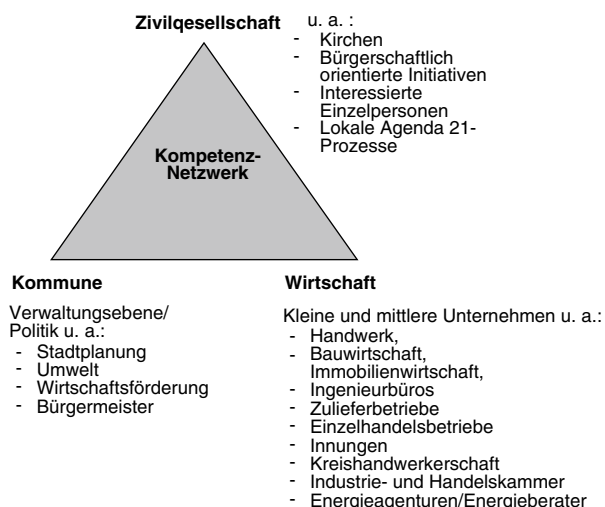 Zivilqesellschaft
u. a. :
- Kirchen
- Bürgerschaftlich
orientierte Initiativen
- Interessierte
Einzelpersonen
- Lokale Agenda 21-
Prozesse
Kompetenz-
Netzwerk
Kommune
Verwaltungsebene/
Politik u. a.:
- Stadtplanung
- Umwelt
- Wirtschaftsförderung
- Bürgermeister
Wirtschaft
Kleine und mittlere Unternehmen u. a.:
- Handwerk,
- Bauwirtschaft,
Immobilienwirtschaft,
- Ingenieurbüros
- Zulieferbetriebe
- Einzelhandelsbetriebe
- Innungen
- Kreishandwerkerschaft
- Industrie- und Handelskammer
- Energieagenturen/Energieberater